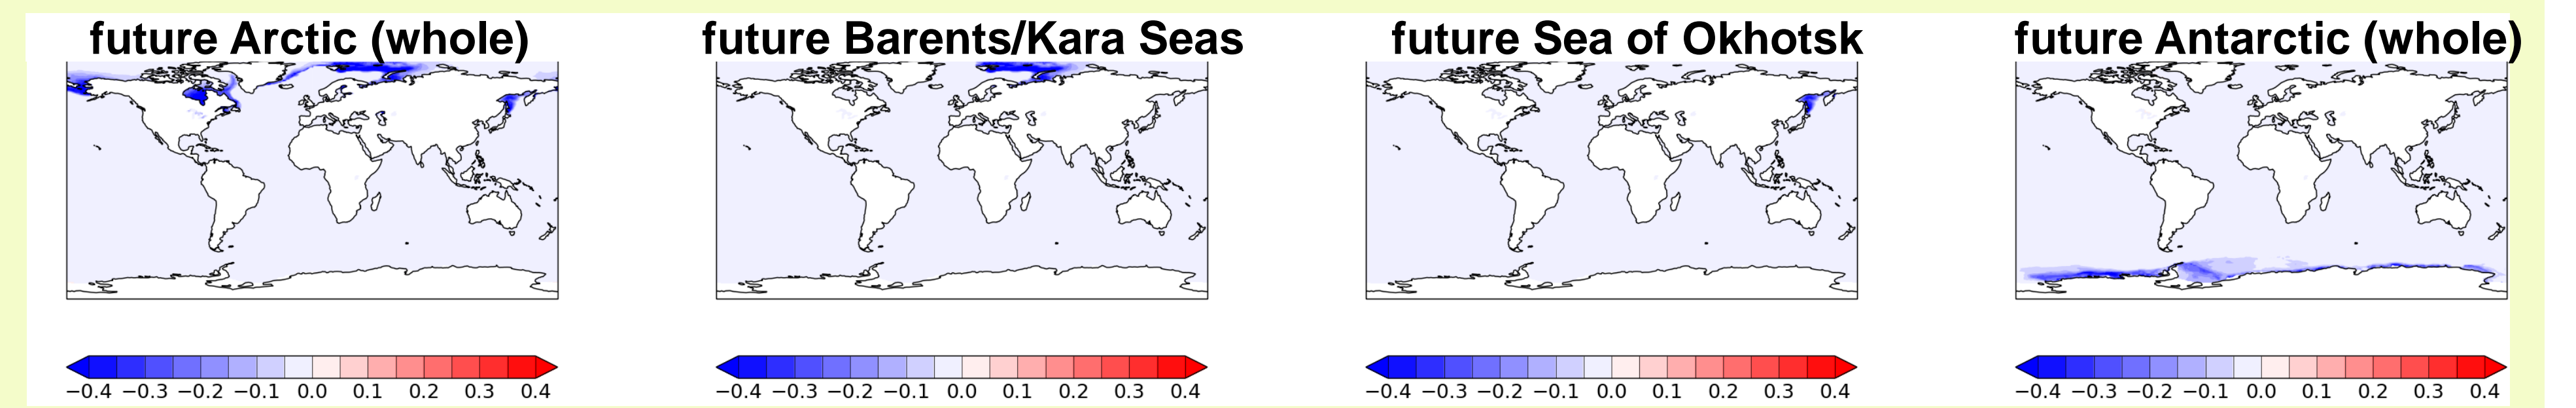 future Arctic (whole)
future Barents/Kara Seas
future Sea of Okhotsk
future Antarctic (whole)
−0.4 −0.3 −0.2 −0.1 0.0 0.1 0.2 0.3 0.4
−0.4 −0.3 −0.2 −0.1 0.0 0.1 0.2 0.3 0.4
−0.4 −0.3 −0.2 −0.1 0.0 0.1 0.2 0.3 0.4
−0.4 −0.3 −0.2 −0.1 0.0 0.1 0.2 0.3 0.4